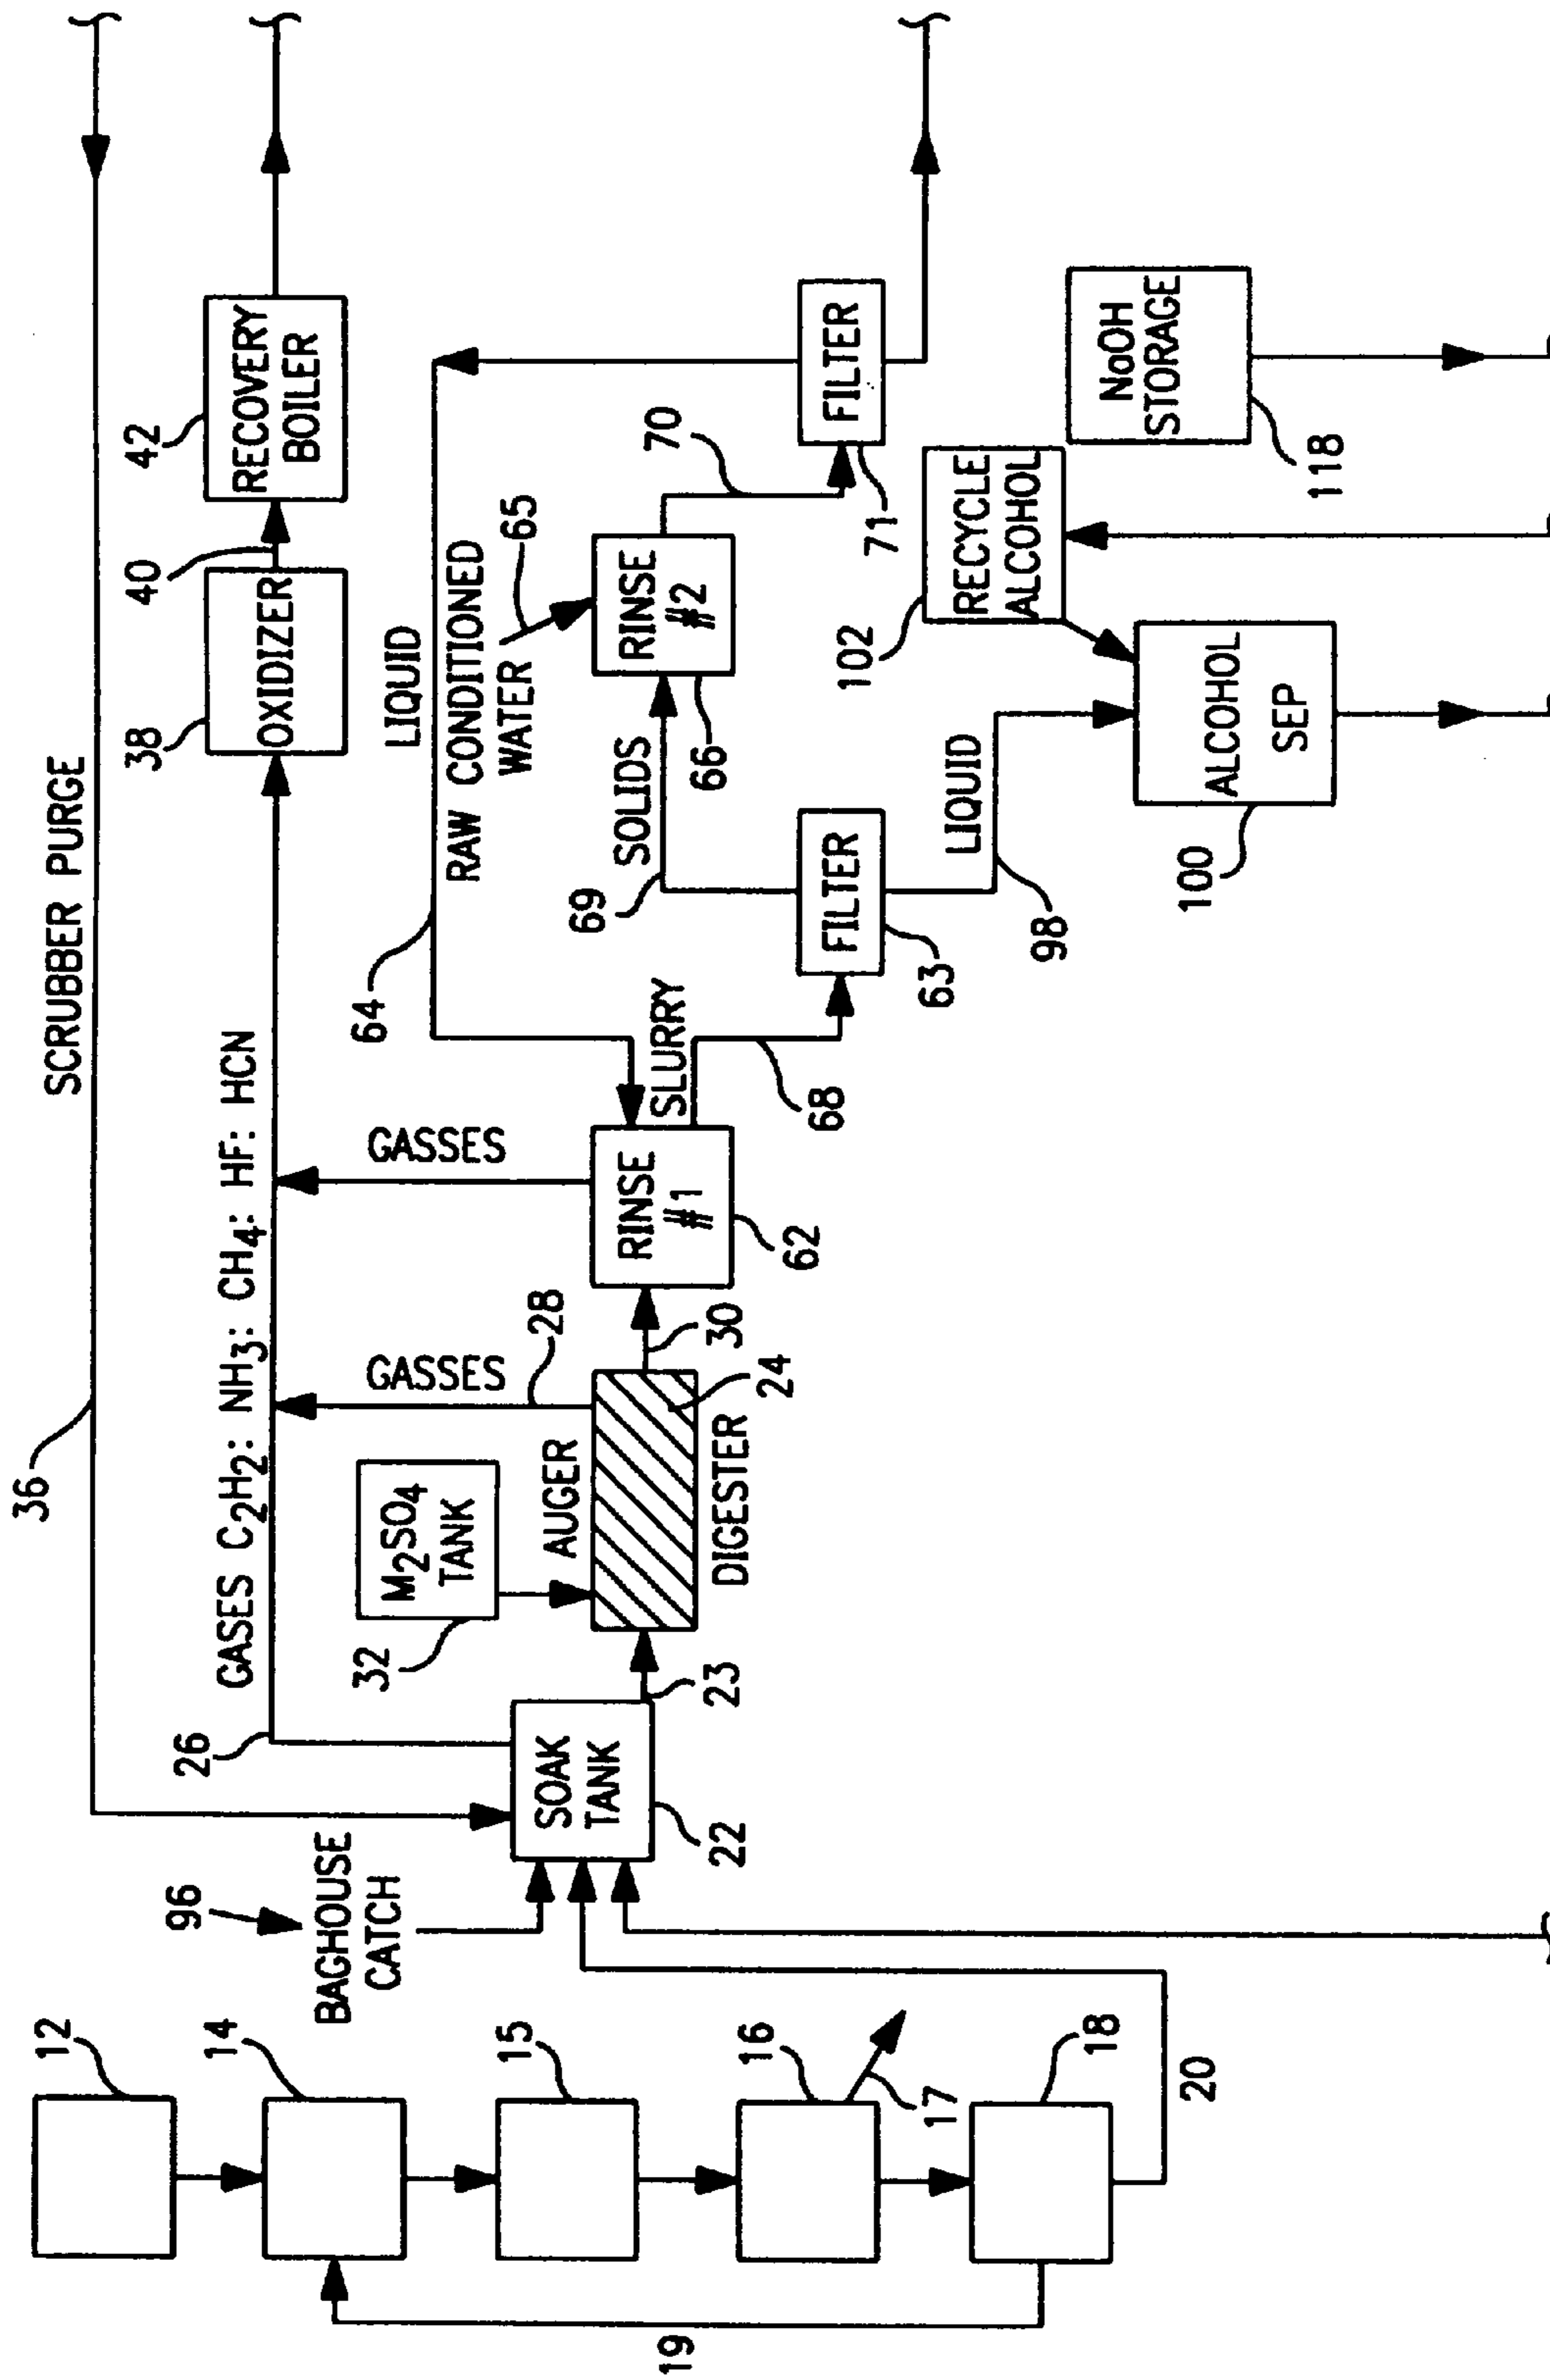 36
SCRUBBER PURGE
26
GASES C2H2: NH3: CH4: HF: HCN
38
OXIDIZER
40
42
RECOVERY
BOILER
12
14
15
16
17
18
19
20
96
BAGHOUSE
CATCH
SOAK
TANK
22
23
32
M2SO4
TANK
AUGER
DIGESTER
24
GASSES
28
30
GASSES
RINSE
#1
62
64
LIQUID
RAW CONDITIONED
WATER
65
SLURRY
68
FILTER
63
69
SOLIDS
RINSE
#2
66
70
FILTER
71
LIQUID
98
ALCOHOL
SEP
100
102
RECYCLE
ALCOHOL
NoOH
STORAGE
118